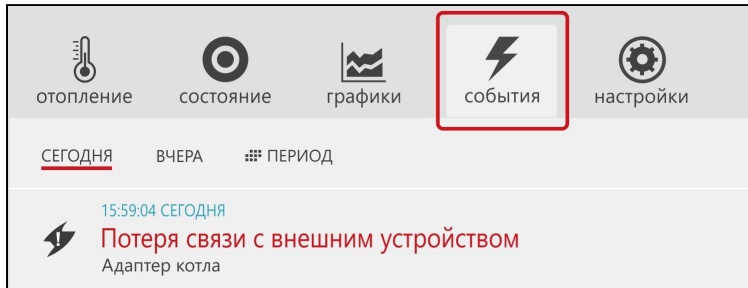 отопление состояние графики события настройки
СЕГОДНЯ ВЧЕРА ПЕРИОД
15:59:04 СЕГОДНЯ
Потеря связи с внешним устройством
Адаптер котла